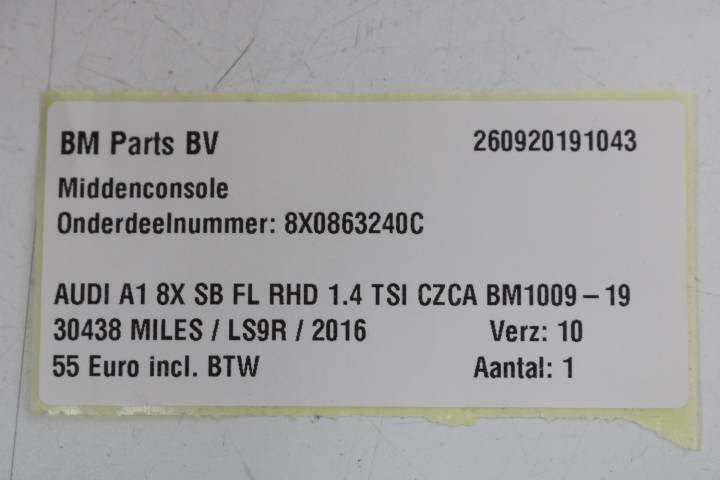 BM Parts BV 260920191043
Middenconsole
Onderdeelnummer: 8X0863240C
AUDI A1 8X SB FL RHD 1.4 TSI CZCA BM1009-19
30438 MILES / LS9R / 2016 Verz: 10
55 Euro incl. BTW Aantal: 1